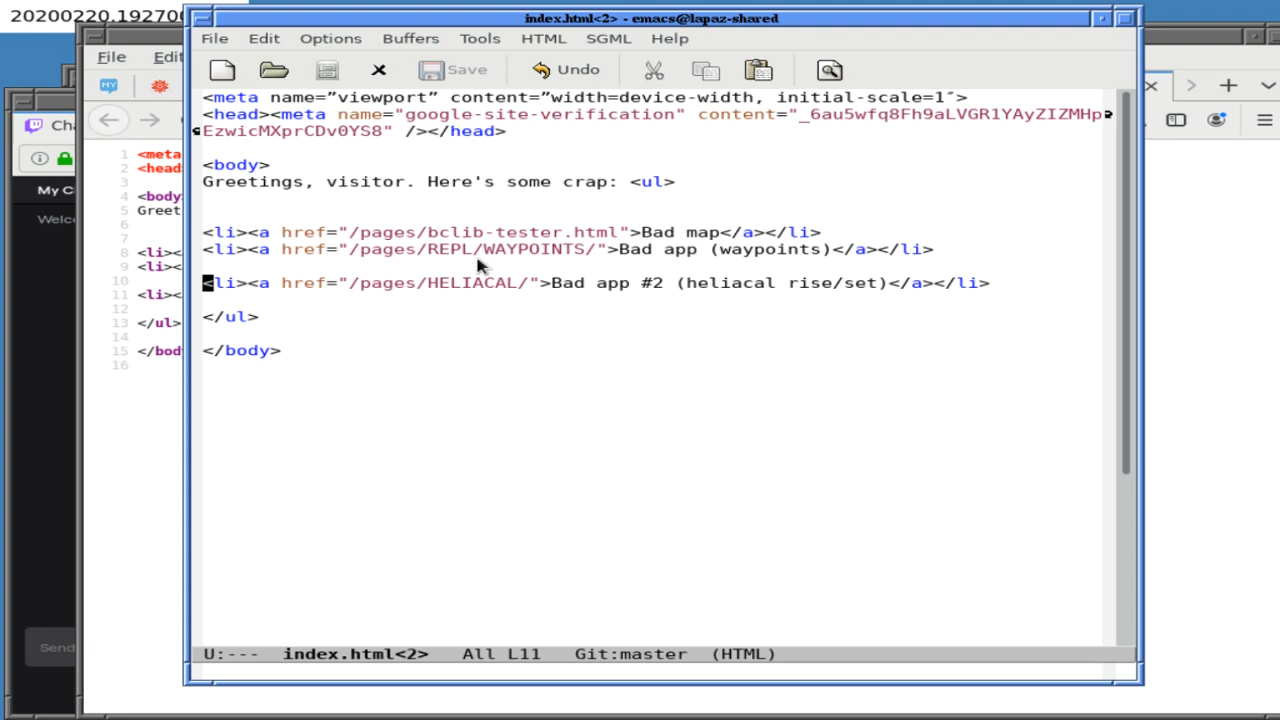 20200220.19270
index.html<2> - emacs@lapaz-shared
File Edit Options Buffers Tools HTML SGML Help
Save Undo
<meta name=”viewport” content=”width=device-width, initial-scale=1″>
<head><meta name="google-site-verification" content="_6au5wfq8Fh9aLVGR1YAyZIZMHp
EzwicMXprCDv0YS8" /></head>
<body>
Greetings, visitor. Here's some crap: <ul>
<li><a href="/pages/bclib-tester.html">Bad map</a></li>
<li><a href="/pages/REPL/WAYPOINTS/">Bad app (waypoints)</a></li>
<li><a href="/pages/HELIACAL/">Bad app #2 (heliacal rise/set)</a></li>
</ul>
</body>
U:--- index.html<2> All L11 Git:master (HTML)
File Edit
1 <meta
2 <head
3
4 <body
5 Greet
6
7
8 <li><
9 <li><
10
11 <li><
12
13 </ul>
14
15 </bod
16
Cha
My C
Welc
Send